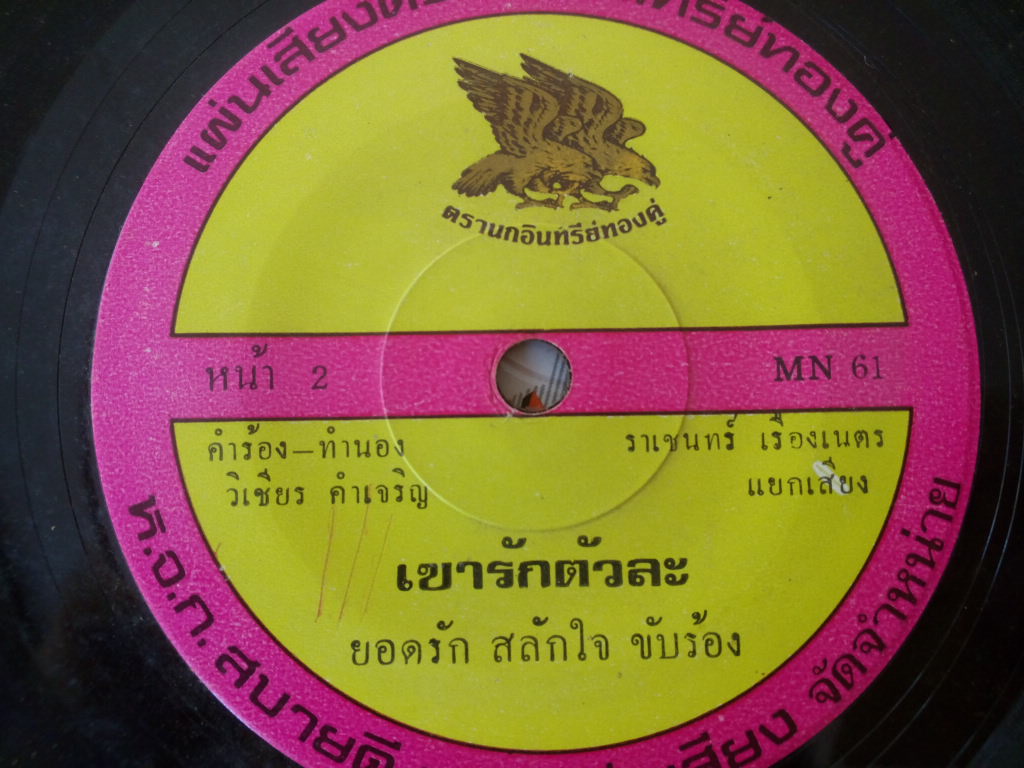 แผ่นเสียงตรา ทรีย์ทองคู่
ตรานกอินทรีย์ทองคู่
หน้า 2
MN 61
คำร้อง–ทำนอง
วิเชียร คำเจริญ
ราเชนทร์ เรืองเนตร
แยกเสียง
เขารักตัวละ
ยอดรัก สลักใจ ขับร้อง
ห.จ.ก. สบายดี เสียง จัดจำหน่าย